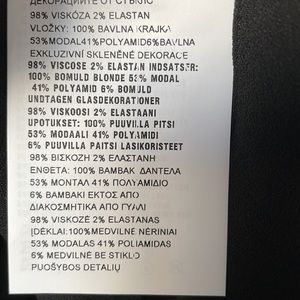 ДЕКОРАЦИИТЕ ОТ СТЪКЛО
98% VISKÓZA 2% ELASTAN
VLOŽKY: 100% BAVLNA KRAJKA
53%MODAL41%POLYAMID6%BAVLNA
EXKLUZIVNÍ SKLENĚNÉ DEKORACE
98% VISCOSE 2% ELASTAN INDSATSER:
100% BOMULD BLONDE 53% MODAL
41% POLYAMID 6% BOMULD
UNDTAGEN GLASDEKORATIONER
98% VISKOOSI 2% ELASTAANI
UPOTUKSET: 100% PUUVILLA PITSI
53% MODAALI 41% POLYAMIDI
6% PUUVILLA PAITSI LASIKORISTEET
98% ΒΙΣΚΟΖΗ 2% ΕΛΑΣΤΑΝΗ
ΕΝΘΕΤΑ: 100% ΒΑΜΒΑΚ ΔΑΝΤΕΛΑ
53% ΜΟΝΤΑΛ 41% ΠΟΛΥΑΜΙΔΙΟ
6% ΒΑΜΒΑΚΙ ΕΚΤΟΣ ΑΠΟ
ΔΙΑΚΟΣΜΗΤΙΚΑ ΑΠΟ ΓΥΑΛΙ
98% VISKOZĖ 2% ELASTANAS
ĮDĖKLAI:100%MEDVILNĖ NĖRINIAI
53% MODALAS 41% POLIAMIDAS
6% MEDVILNĖ BE STIKLO
PUOŠYBOS DETALIŲ